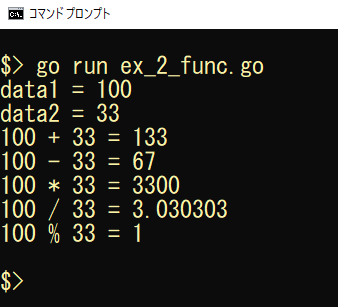 コマンドプロンプト
$> go run ex_2_func.go
data1 = 100
data2 = 33
100 + 33 = 133
100 - 33 = 67
100 * 33 = 3300
100 / 33 = 3.030303
100 % 33 = 1
$>